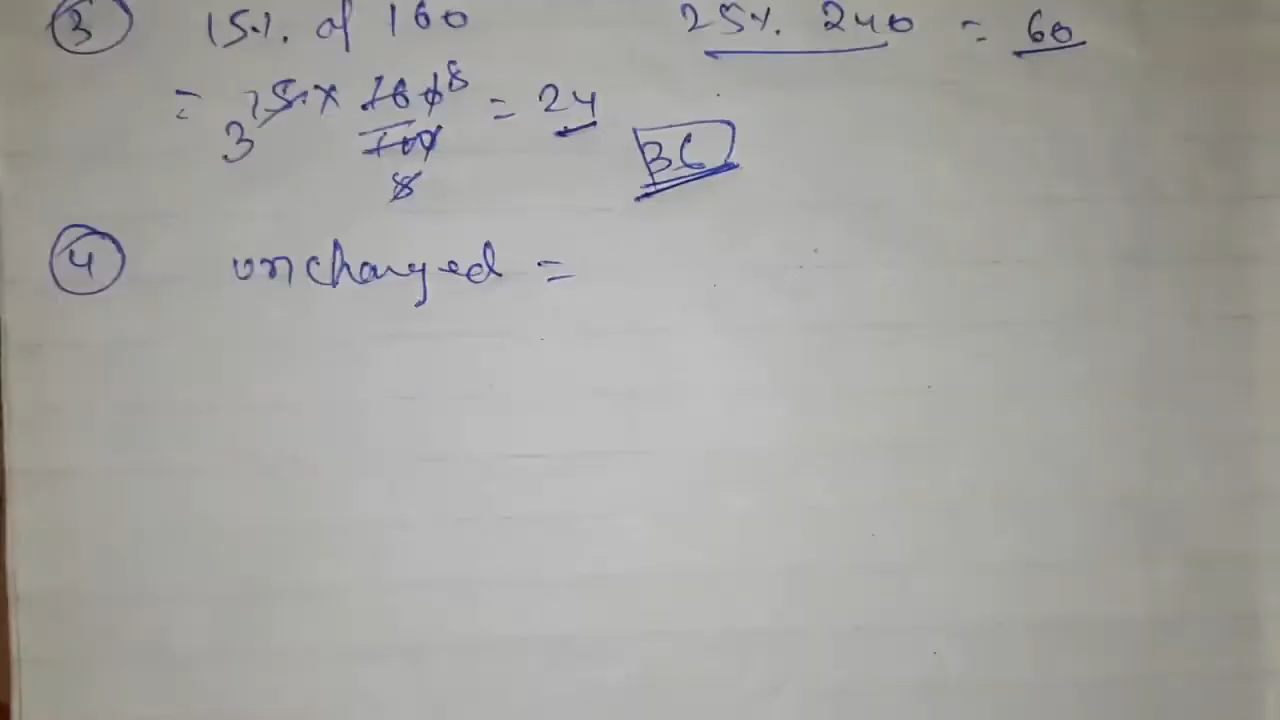 3 15% of 160 25% 240 = 60
= 15 x 160 8 = 24
3 100
36
8
4 unchanged =